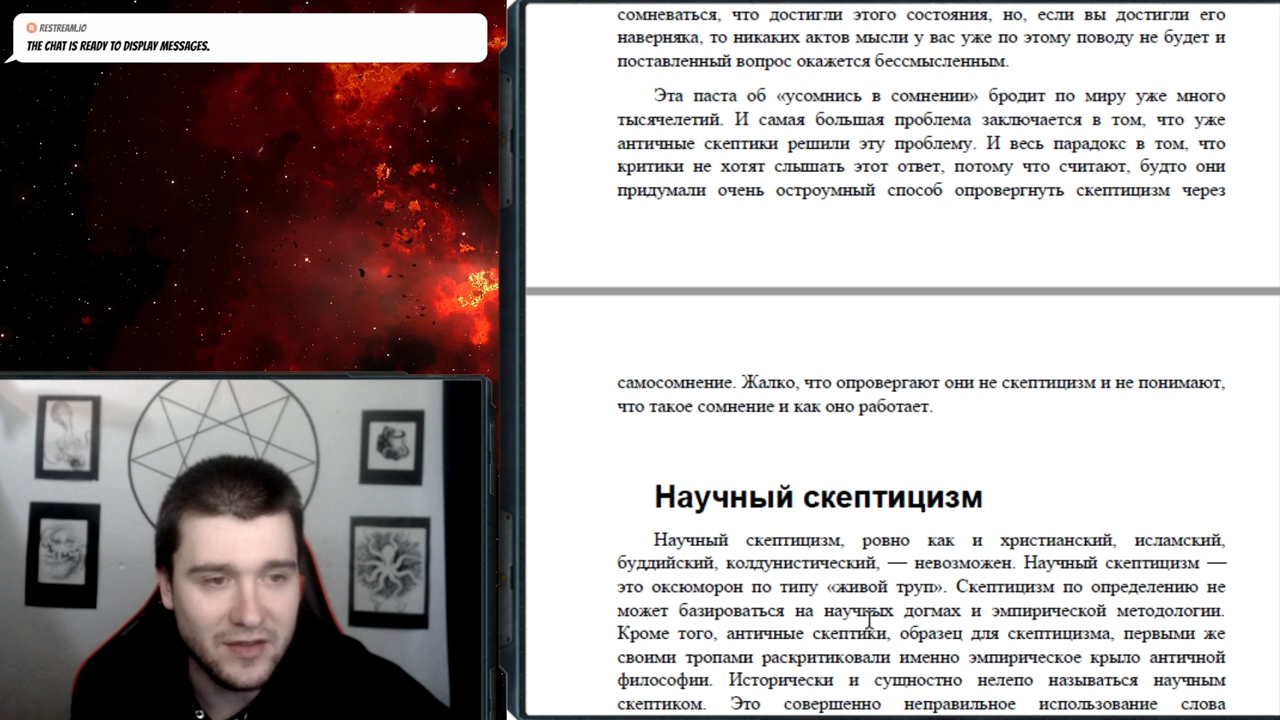 RESTREAM.IO
THE CHAT IS READY TO DISPLAY MESSAGES.
сомневаться, что достигли этого состояния, но, если вы достигли его
наверняка, то никаких актов мысли у вас уже по этому поводу не будет и
поставленный вопрос окажется бессмысленным.
Эта паста об «усомнись в сомнении» бродит по миру уже много
тысячелетий. И самая большая проблема заключается в том, что уже
античные скептики решили эту проблему. И весь парадокс в том, что
критики не хотят слышать этот ответ, потому что считают, будто они
придумали очень остроумный способ опровергнуть скептицизм через
самосомнение. Жалко, что опровергают они не скептицизм и не понимают,
что такое сомнение и как оно работает.
Научный скептицизм
Научный скептицизм, ровно как и христианский, исламский,
буддийский, колдунистический, — невозможен. Научный скептицизм —
это оксюморон по типу «живой труп». Скептицизм по определению не
может базироваться на научных догмах и эмпирической методологии.
Кроме того, античные скептики, образец для скептицизма, первыми же
своими тропами раскритиковали именно эмпирическое крыло античной
философии. Исторически и сущностно нелепо называться научным
скептиком. Это совершенно неправильное использование слова